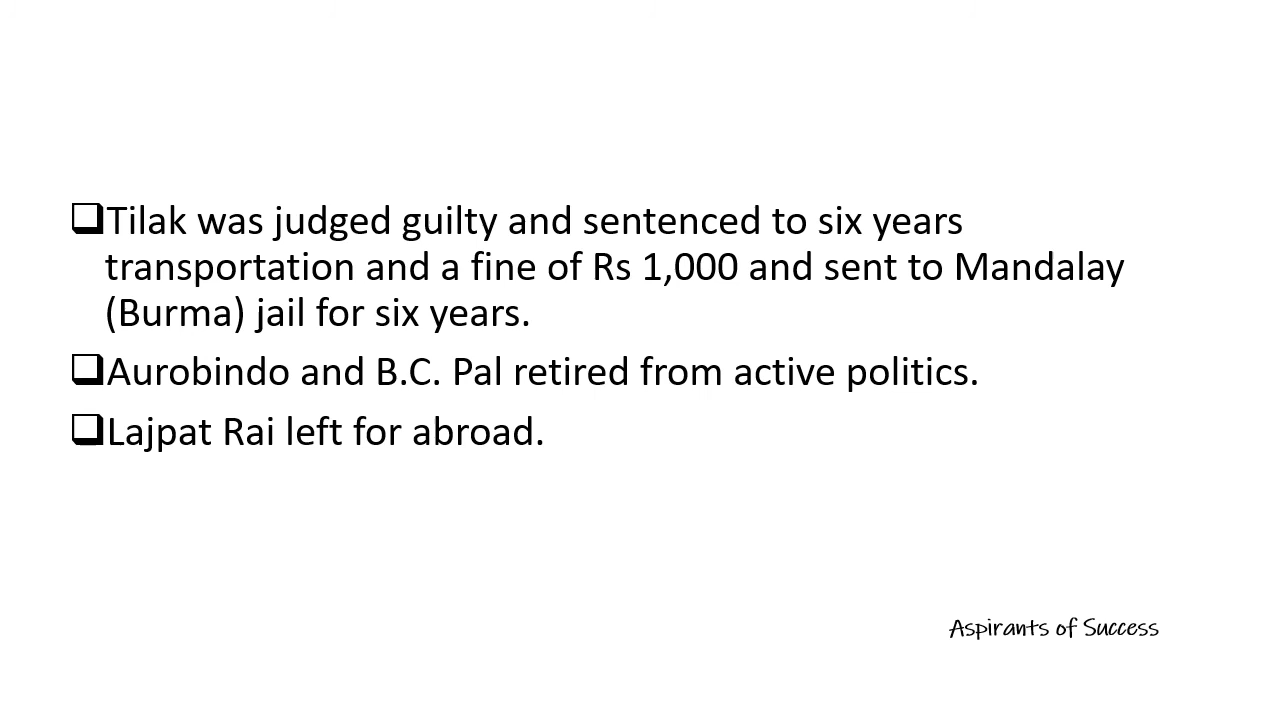 ❑Tilak was judged guilty and sentenced to six years
transportation and a fine of Rs 1,000 and sent to Mandalay
(Burma) jail for six years.
❑Aurobindo and B.C. Pal retired from active politics.
❑Lajpat Rai left for abroad.
Aspirants of Success